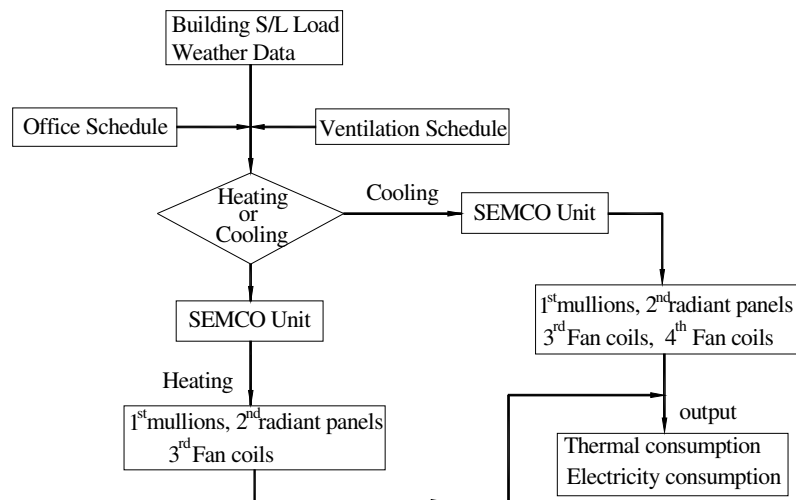 Building S/L Load
Weather Data
Office Schedule
Ventilation Schedule
Heating
or
Cooling
Cooling
SEMCO Unit
SEMCO Unit
1st mullions, 2nd radiant panels
3rd Fan coils, 4th Fan coils
Heating
1st mullions, 2nd radiant panels
3rd Fan coils
output
Thermal consumption
Electricity consumption